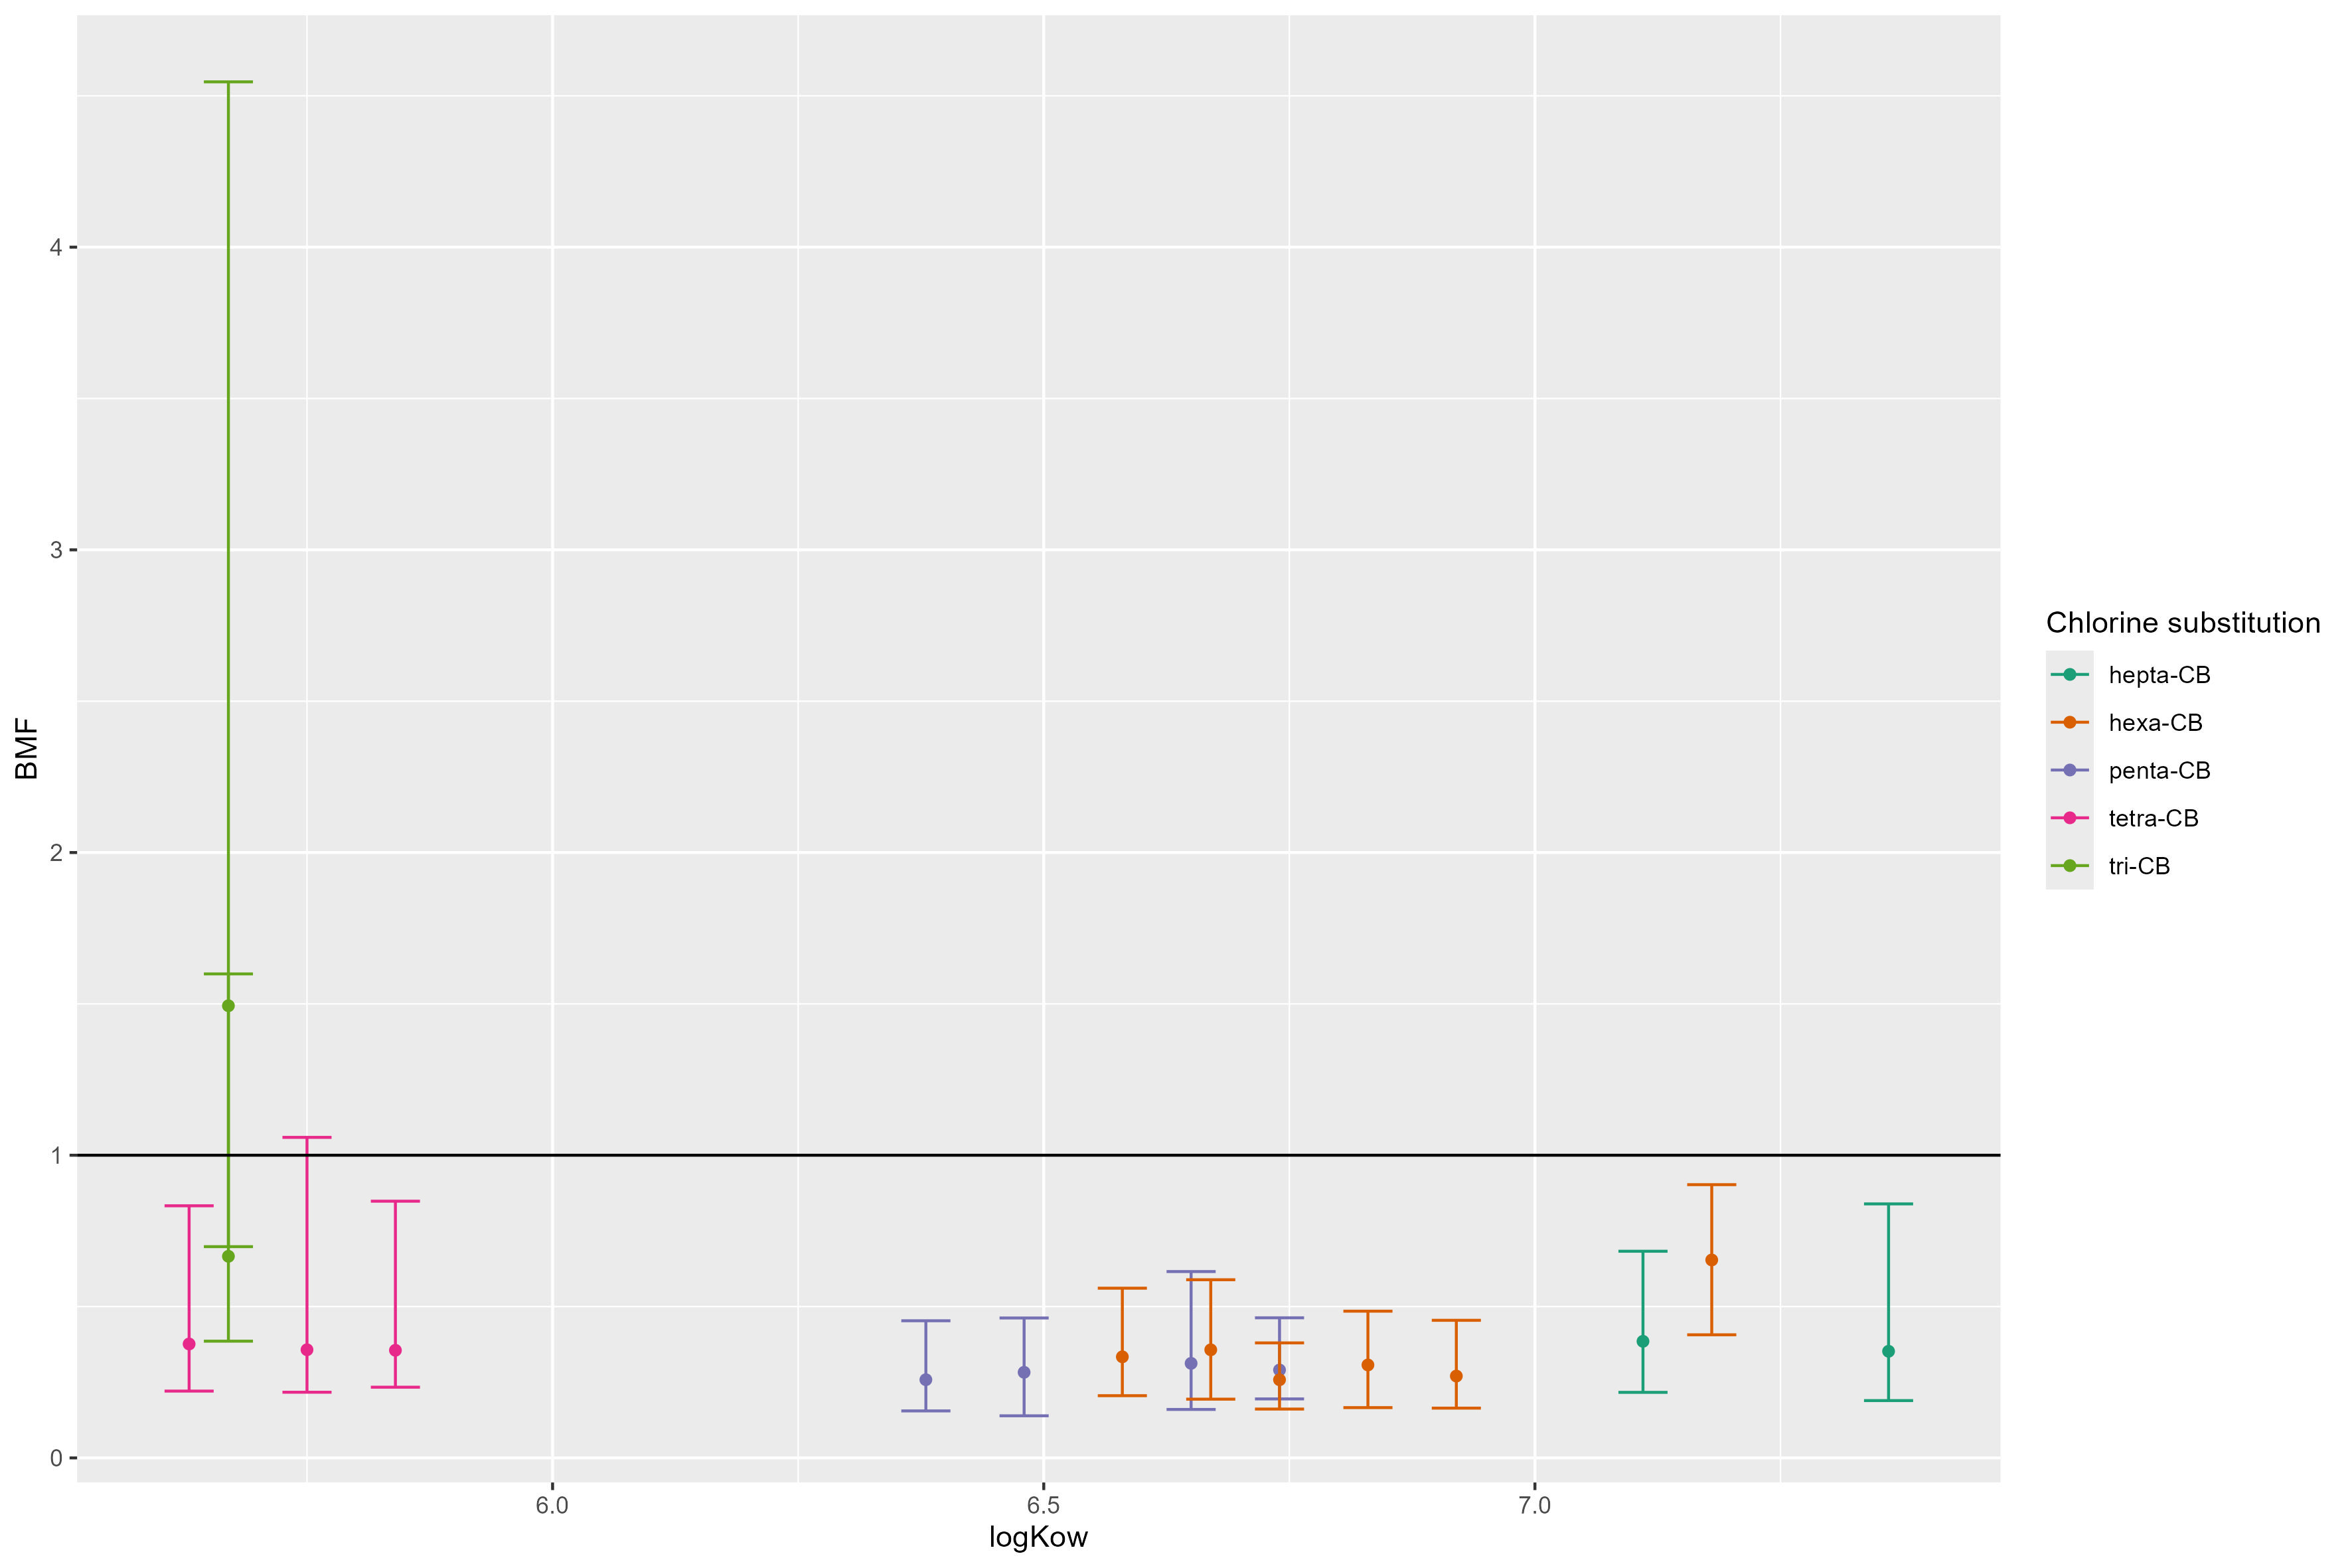 4
3
2
1
0
BMF
6.0
6.5
7.0
logKow
Chlorine substitution
hepta-CB
hexa-CB
penta-CB
tetra-CB
tri-CB